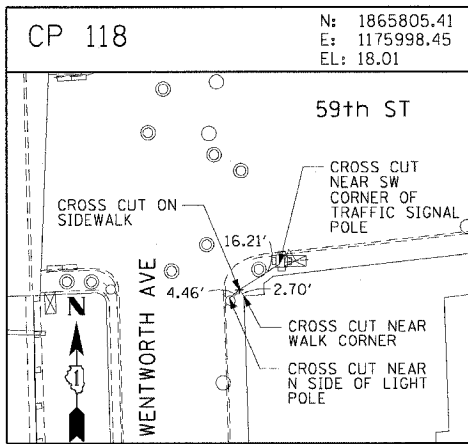 CP 118
N: 1865805.41
E: 1175998.45
EL: 18.01
59th ST
CROSS CUT
NEAR SW
CORNER OF
TRAFFIC SIGNAL
POLE
CROSS CUT ON
SIDEWALK
16.21'
4.46'
2.70'
WENTWORTH AVE
N
1
CROSS CUT NEAR
WALK CORNER
CROSS CUT NEAR
N SIDE OF LIGHT
POLE